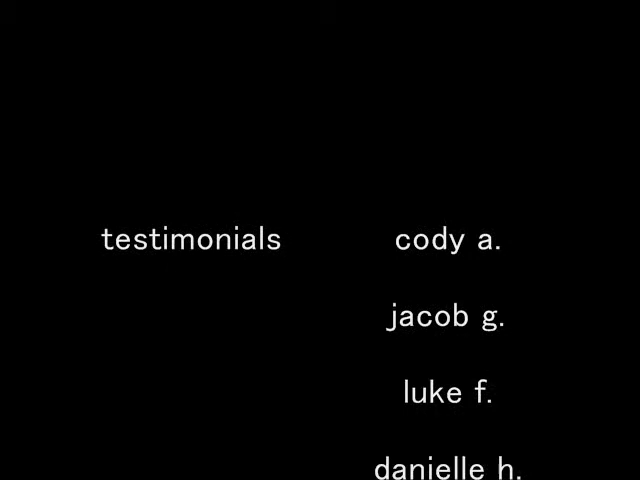 testimonials cody a.
jacob g.
luke f.
danielle h.